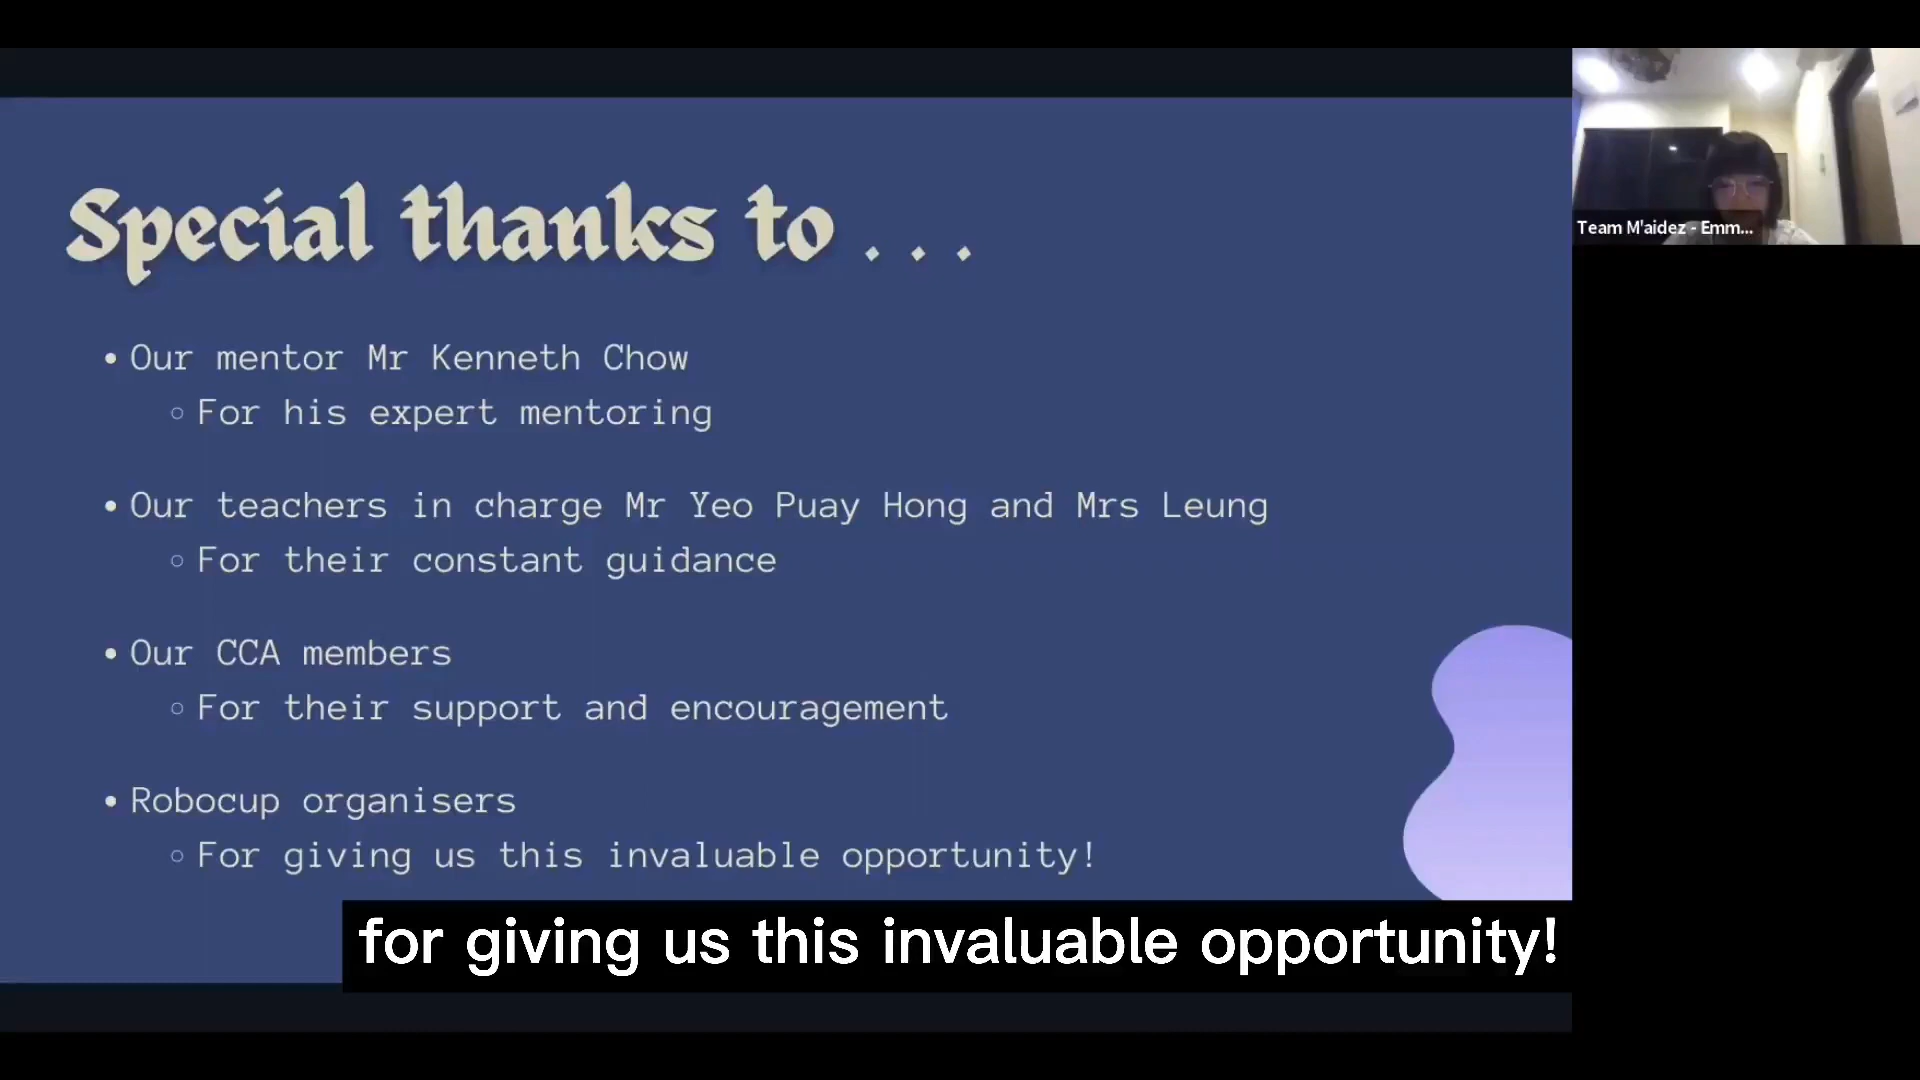 Special thanks to . . .
• Our mentor Mr Kenneth Chow
○ For his expert mentoring
• Our teachers in charge Mr Yeo Puay Hong and Mrs Leung
○ For their constant guidance
• Our CCA members
○ For their support and encouragement
• Robocup organisers
○ For giving us this invaluable opportunity!
for giving us this invaluable opportunity!
Team M'aidez - Emm...